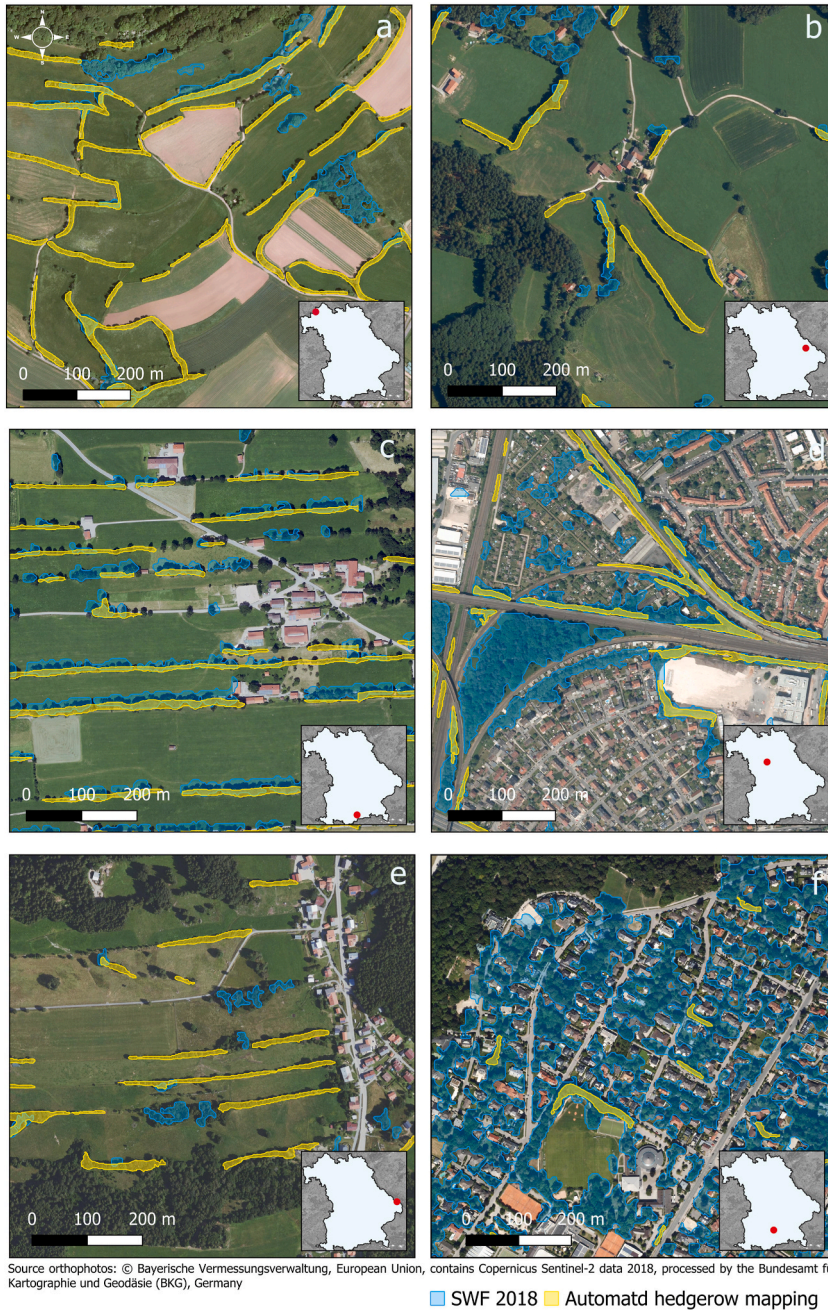 a
b
N
W E
S
0 100 200 m
0 100 200 m
c
d
0 100 200 m
0 100 200 m
e
f
0 100 200 m
0 100 200 m
Source orthophotos: © Bayerische Vermessungsverwaltung, European Union, contains Copernicus Sentinel-2 data 2018, processed by the Bundesamt fü
Kartographie und Geodäsie (BKG), Germany
SWF 2018 Automatd hedgerow mapping